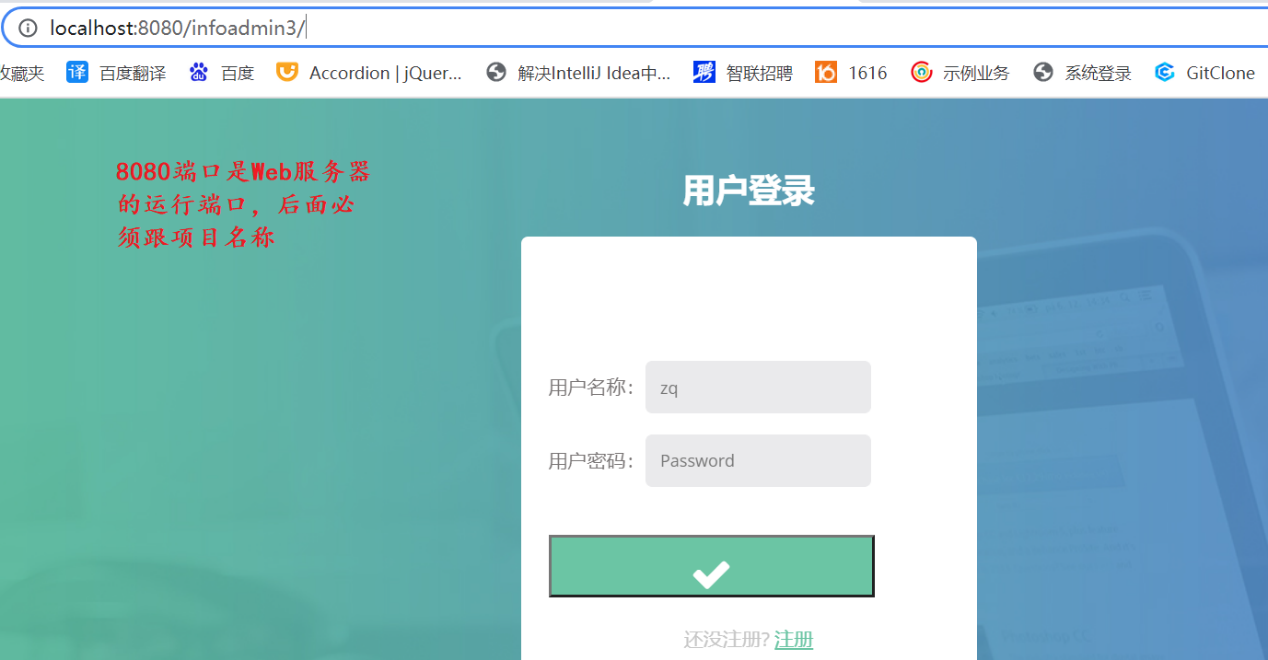 localhost:8080/infoadmin3/
收藏夹 译 百度翻译 百度 Accordion | jQuer... 解决IntelliJ Idea中... 聘 智联招聘 16 1616 示例业务 系统登录 GitClone
8080端口是Web服务器
的运行端口，后面必
须跟项目名称
用户登录
用户名称：zq
用户密码：Password
还没注册? 注册